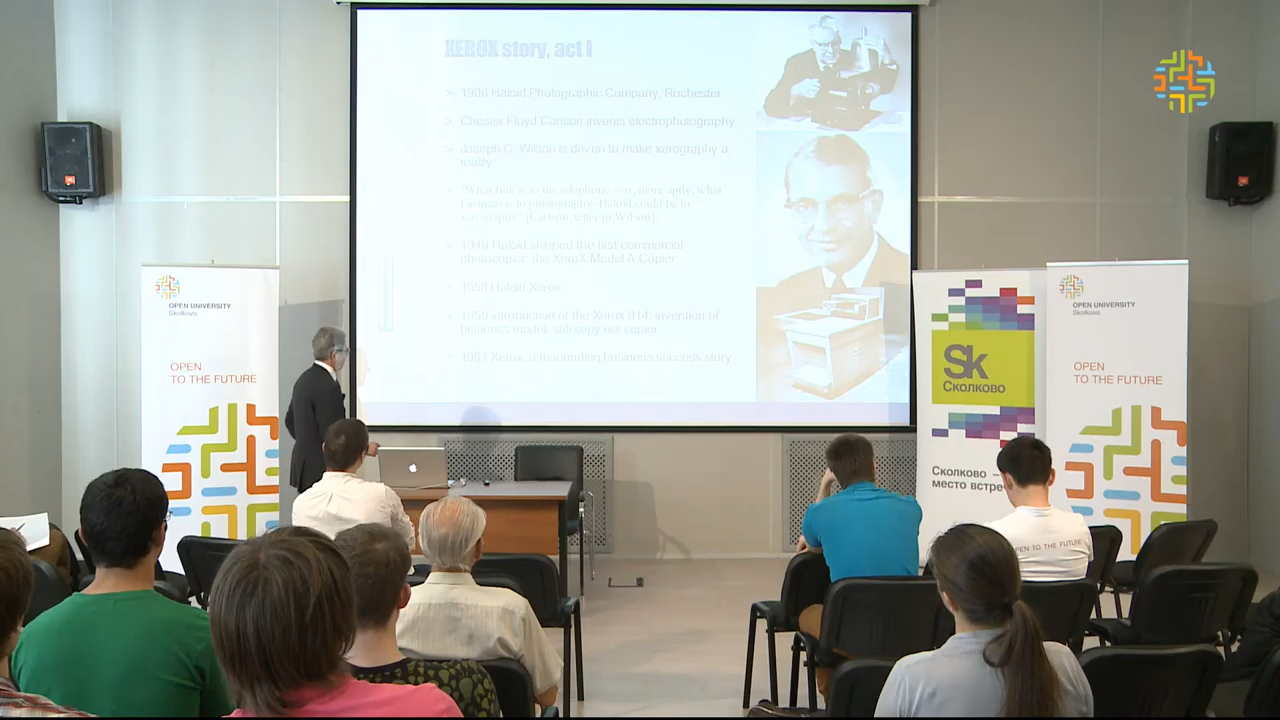 XEROX story, act I
> 1906 Haloid Photographic Company, Rochester
> Chester Floyd Carlson invents electrophotography
> Joseph C. Wilson is driven to make xerography a
reality
"What Bell is to the telephone – or, more aptly, what
Eastman is to photography, Haloid could be to
xerography" [Carlson, letter to Wilson].
> 1949 Haloid shipped the first commercial
photocopier: the XeroX Model A Copier
> 1958 Haloid Xerox
> 1959 introduction of the Xerox 914, invention of
business model: sell copy not copier
> 1961 Xerox, a resounding business success story
OPEN UNIVERSITY
Skolkovo
OPEN
TO THE FUTURE
Sk
Сколково
Сколково –
место встреч
OPEN UNIVERSITY
Skolkovo
OPEN
TO THE FUTURE
PEN TO THE FUTURE
JBL
JBL